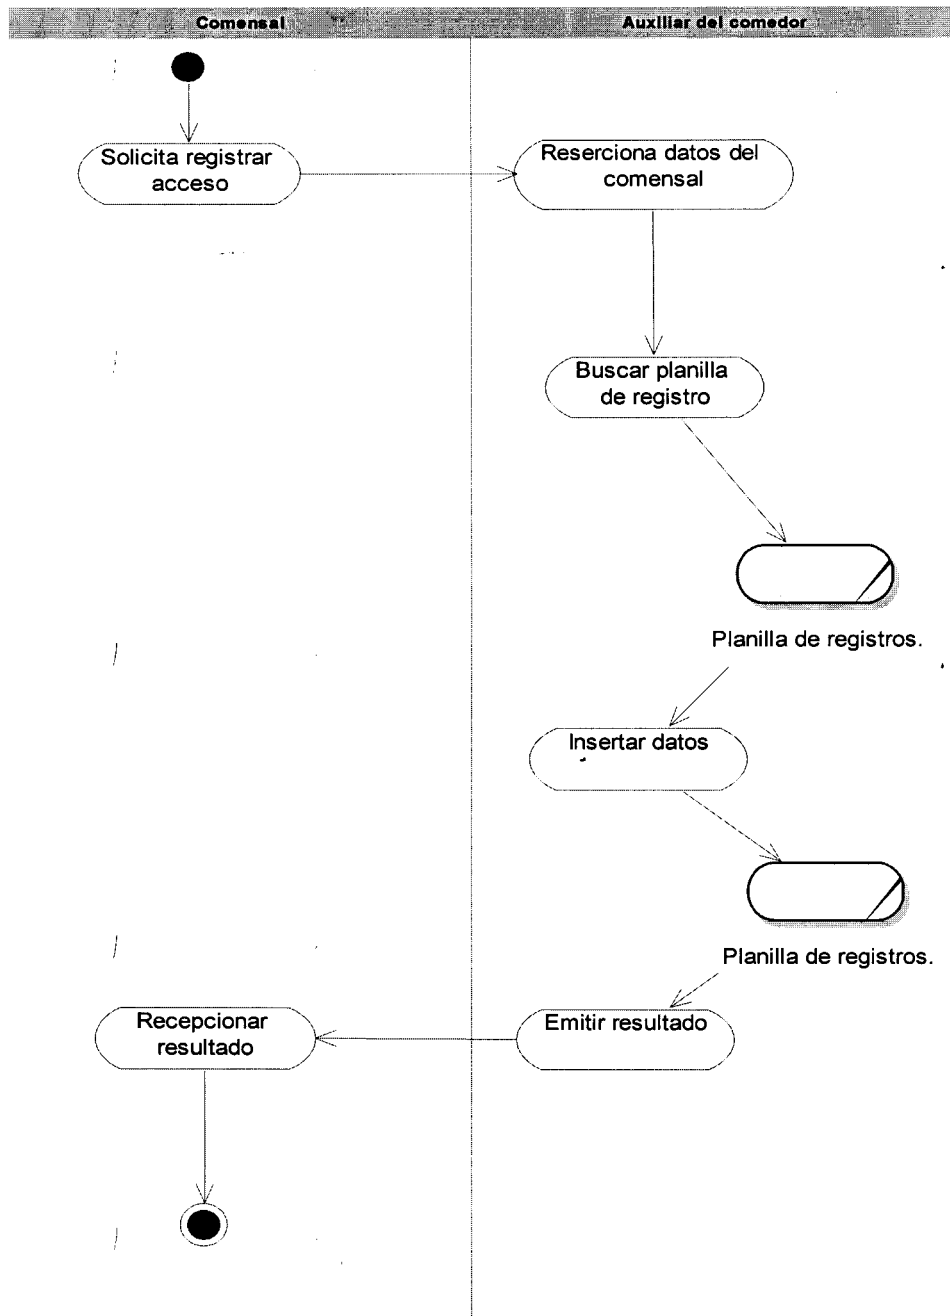 Comensal
Auxiliar del comedor
Solicita registrar
acceso
Reserciona datos del
comensal
Buscar planilla
de registro
Planilla de registros.
Insertar datos
Planilla de registros.
Recepcionar
resultado
Emitir resultado